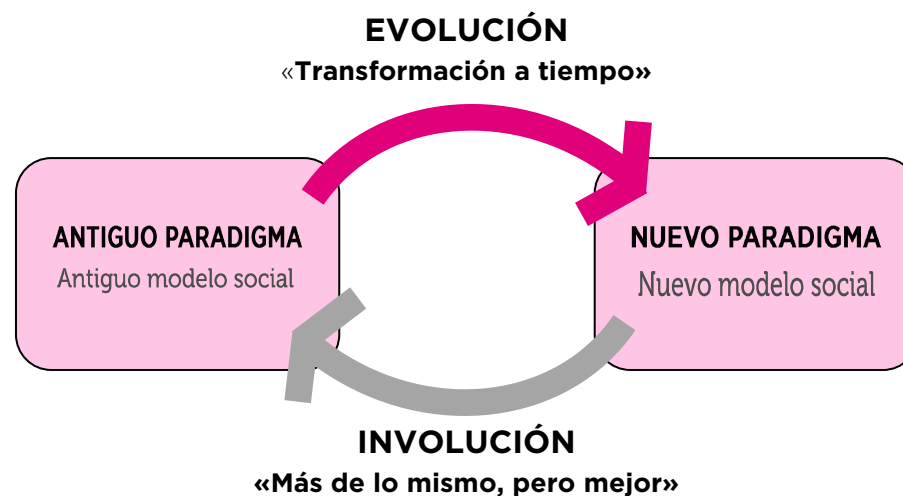 EVOLUCIÓN
«Transformación a tiempo»
ANTIGUO PARADIGMA
Antiguo modelo social
NUEVO PARADIGMA
Nuevo modelo social
INVOLUCIÓN
«Más de lo mismo, pero mejor»